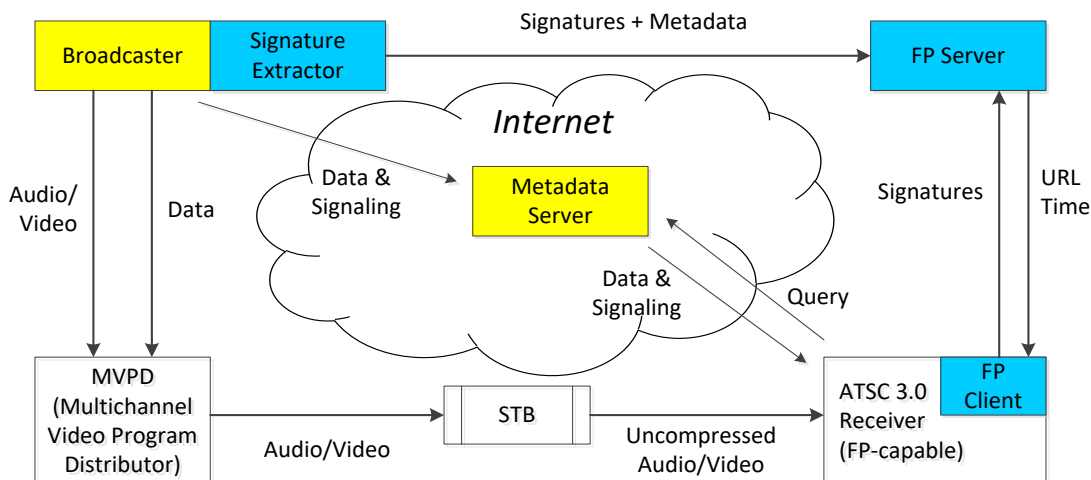 Signatures + Metadata
Broadcaster
Signature
Extractor
FP Server
Internet
Audio/
Video
Data
Data &
Signaling
Metadata
Server
Signatures
URL
Time
Data &
Signaling
Query
MVPD
(Multichannel
Video Program
Distributor)
Audio/Video
STB
Uncompressed
Audio/Video
ATSC 3.0
Receiver
(FP-capable)
FP
Client